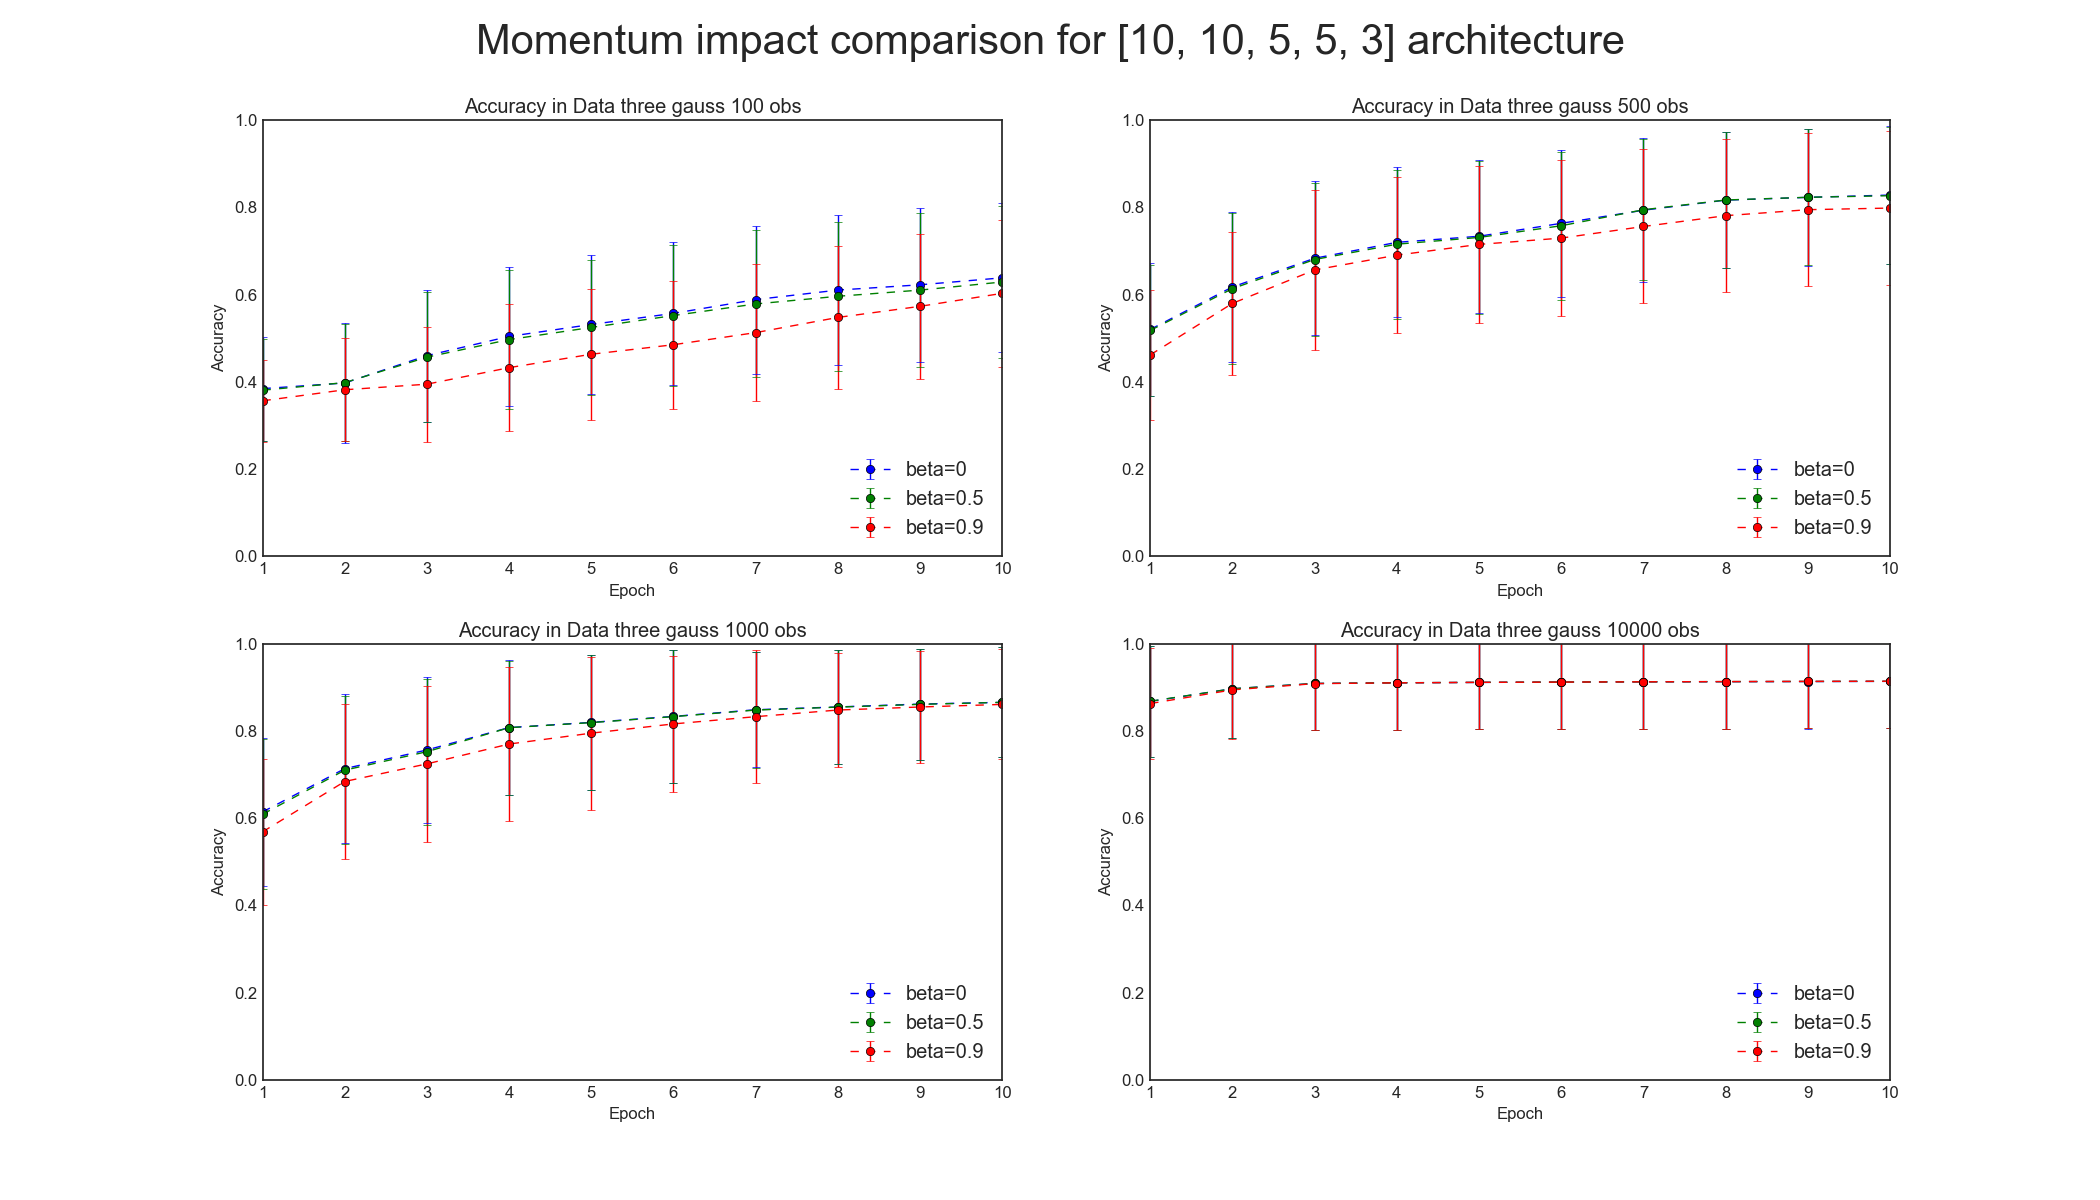 Momentum impact comparison for [10, 10, 5, 5, 3] architecture
Accuracy in Data three gauss 100 obs
1.0
0.8
0.6
0.4
0.2
0.0
Accuracy
1 2 3 4 5 6 7 8 9 10
Epoch
beta=0
beta=0.5
beta=0.9
Accuracy in Data three gauss 500 obs
1.0
0.8
0.6
0.4
0.2
0.0
Accuracy
1 2 3 4 5 6 7 8 9 10
Epoch
beta=0
beta=0.5
beta=0.9
Accuracy in Data three gauss 1000 obs
1.0
0.8
0.6
0.4
0.2
0.0
Accuracy
1 2 3 4 5 6 7 8 9 10
Epoch
beta=0
beta=0.5
beta=0.9
Accuracy in Data three gauss 10000 obs
1.0
0.8
0.6
0.4
0.2
0.0
Accuracy
1 2 3 4 5 6 7 8 9 10
Epoch
beta=0
beta=0.5
beta=0.9